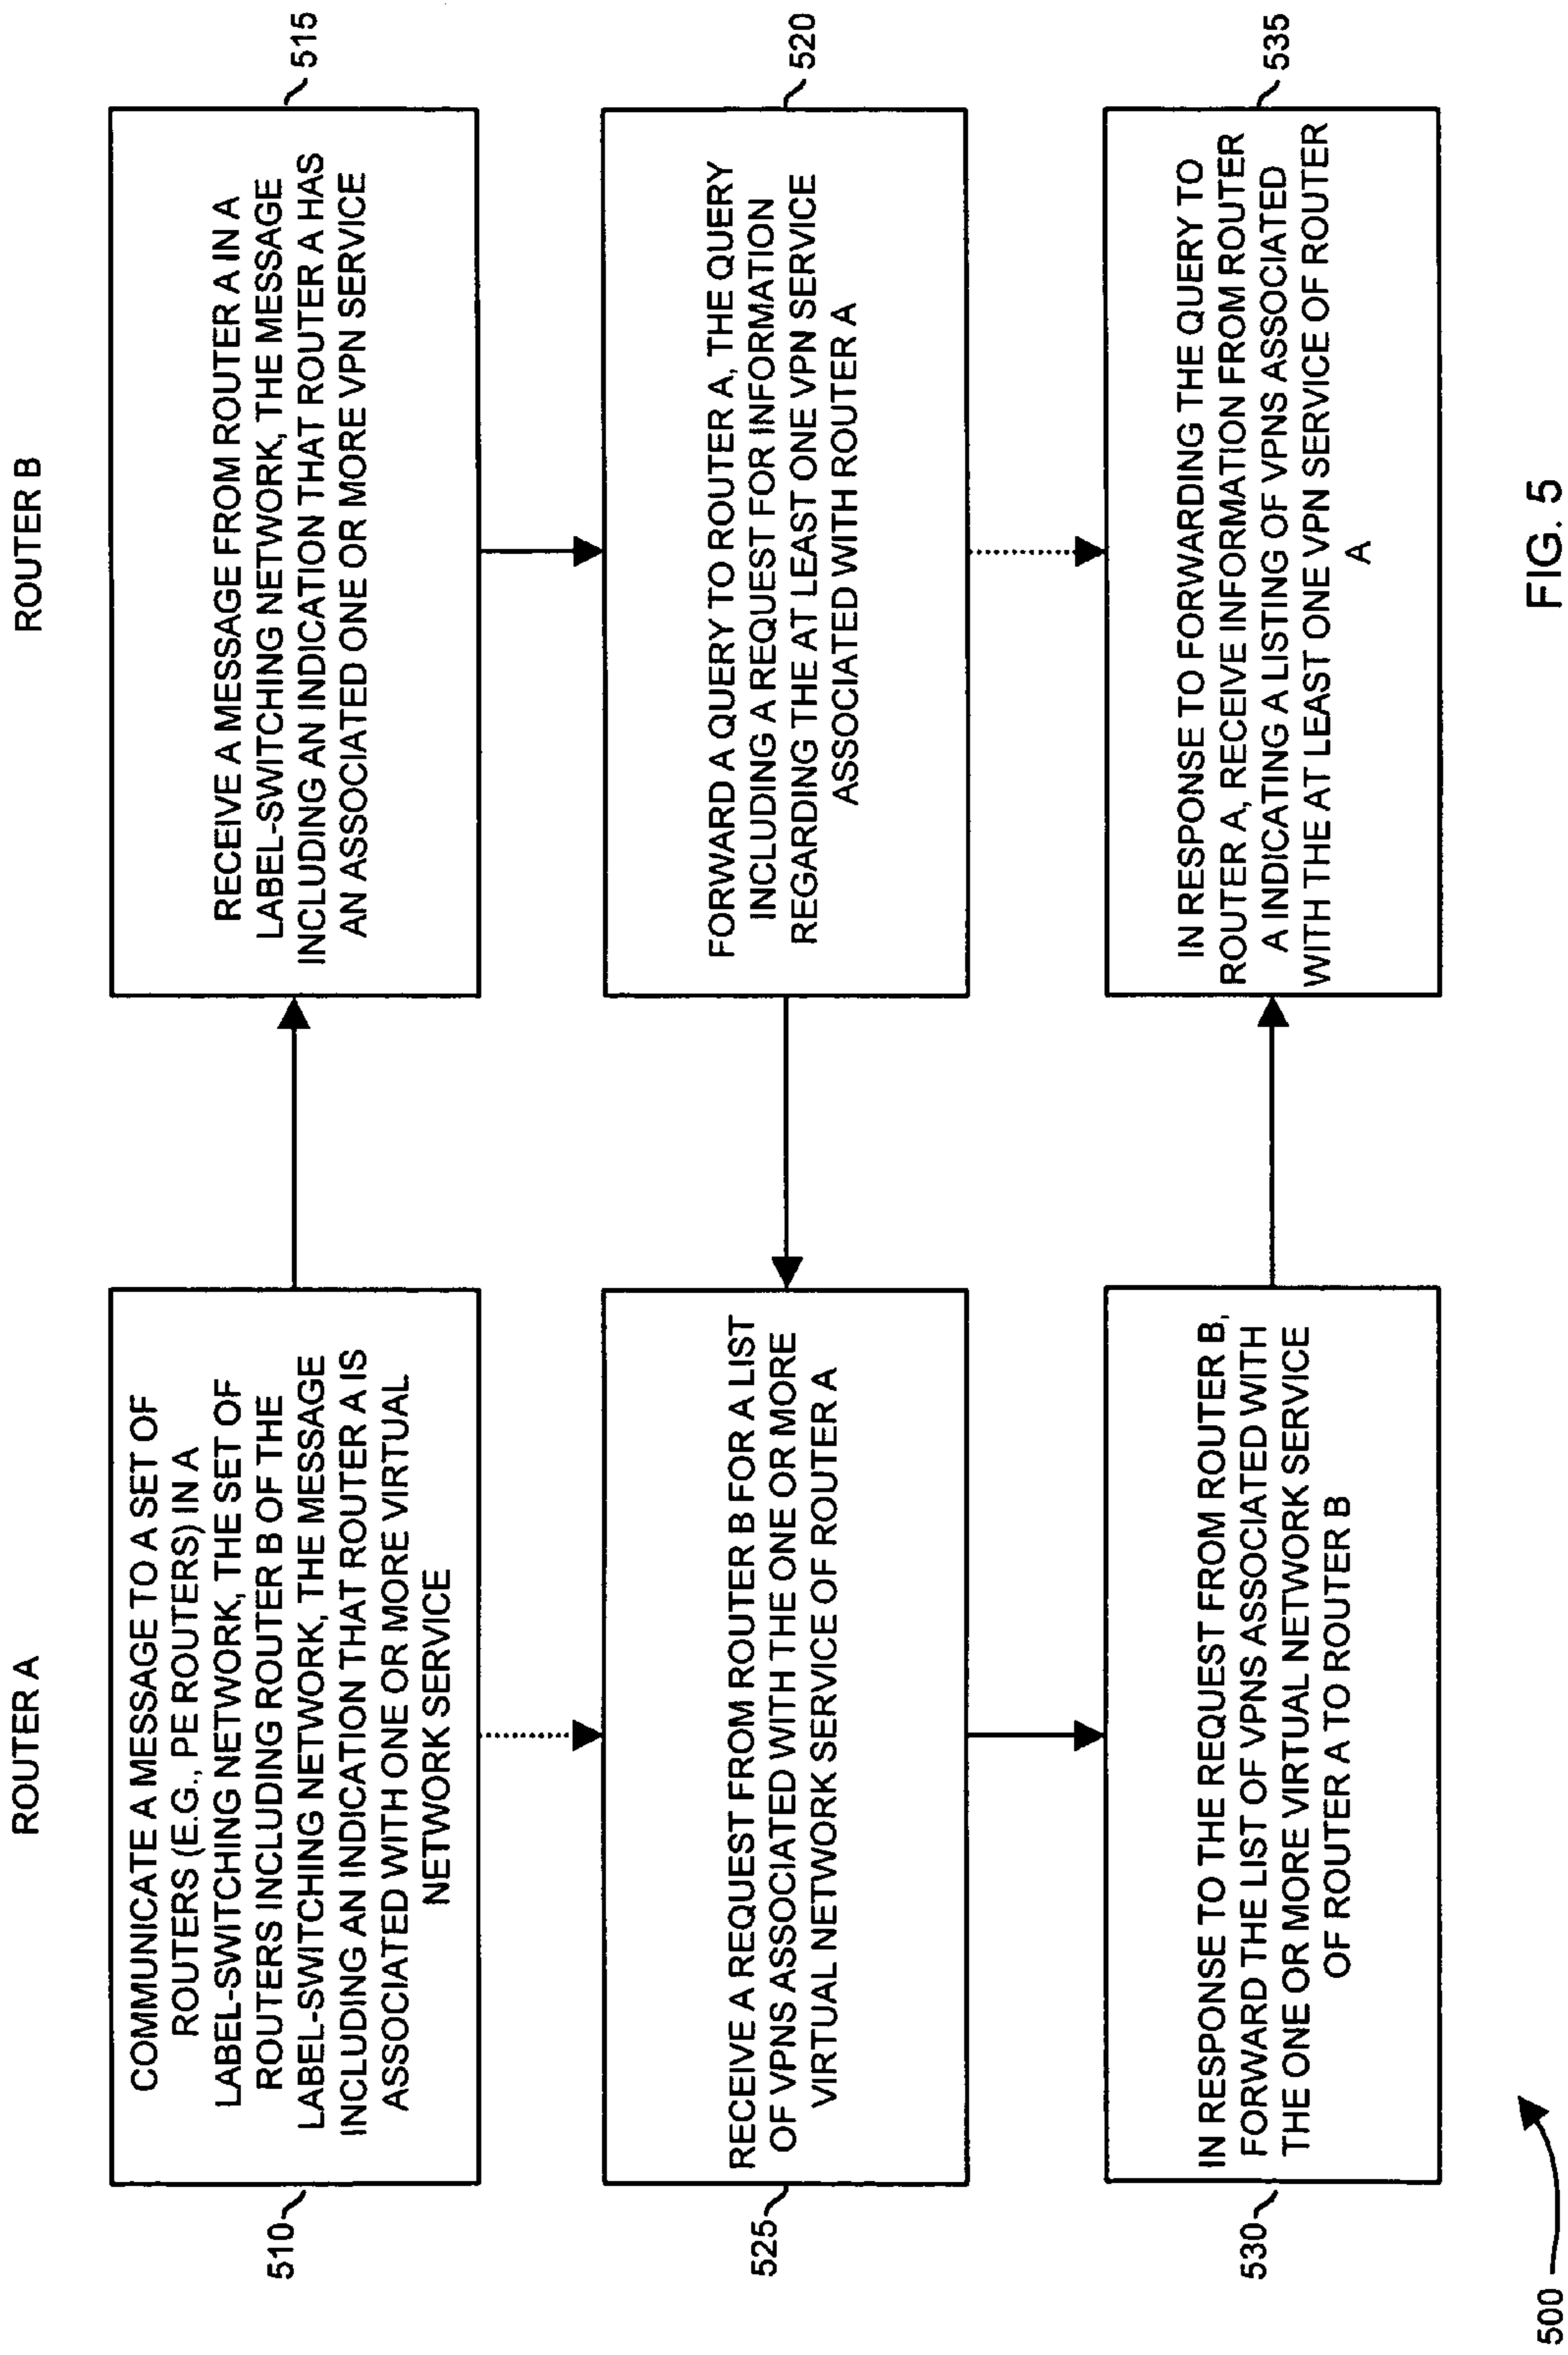 ROUTER A
ROUTER B
510
COMMUNICATE A MESSAGE TO A SET OF
ROUTERS (E.G., PE ROUTERS) IN A
LABEL-SWITCHING NETWORK, THE SET OF
ROUTERS INCLUDING ROUTER B OF THE
LABEL-SWITCHING NETWORK, THE MESSAGE
INCLUDING AN INDICATION THAT ROUTER A IS
ASSOCIATED WITH ONE OR MORE VIRTUAL
NETWORK SERVICE
515
RECEIVE A MESSAGE FROM ROUTER A IN A
LABEL-SWITCHING NETWORK, THE MESSAGE
INCLUDING AN INDICATION THAT ROUTER A HAS
AN ASSOCIATED ONE OR MORE VPN SERVICE
520
FORWARD A QUERY TO ROUTER A, THE QUERY
INCLUDING A REQUEST FOR INFORMATION
REGARDING THE AT LEAST ONE VPN SERVICE
ASSOCIATED WITH ROUTER A
525
RECEIVE A REQUEST FROM ROUTER B FOR A LIST
OF VPNS ASSOCIATED WITH THE ONE OR MORE
VIRTUAL NETWORK SERVICE OF ROUTER A
530
IN RESPONSE TO THE REQUEST FROM ROUTER B,
FORWARD THE LIST OF VPNS ASSOCIATED WITH
THE ONE OR MORE VIRTUAL NETWORK SERVICE
OF ROUTER A TO ROUTER B
535
IN RESPONSE TO FORWARDING THE QUERY TO
ROUTER A, RECEIVE INFORMATION FROM ROUTER
A INDICATING A LISTING OF VPNS ASSOCIATED
WITH THE AT LEAST ONE VPN SERVICE OF ROUTER
A
500
FIG. 5